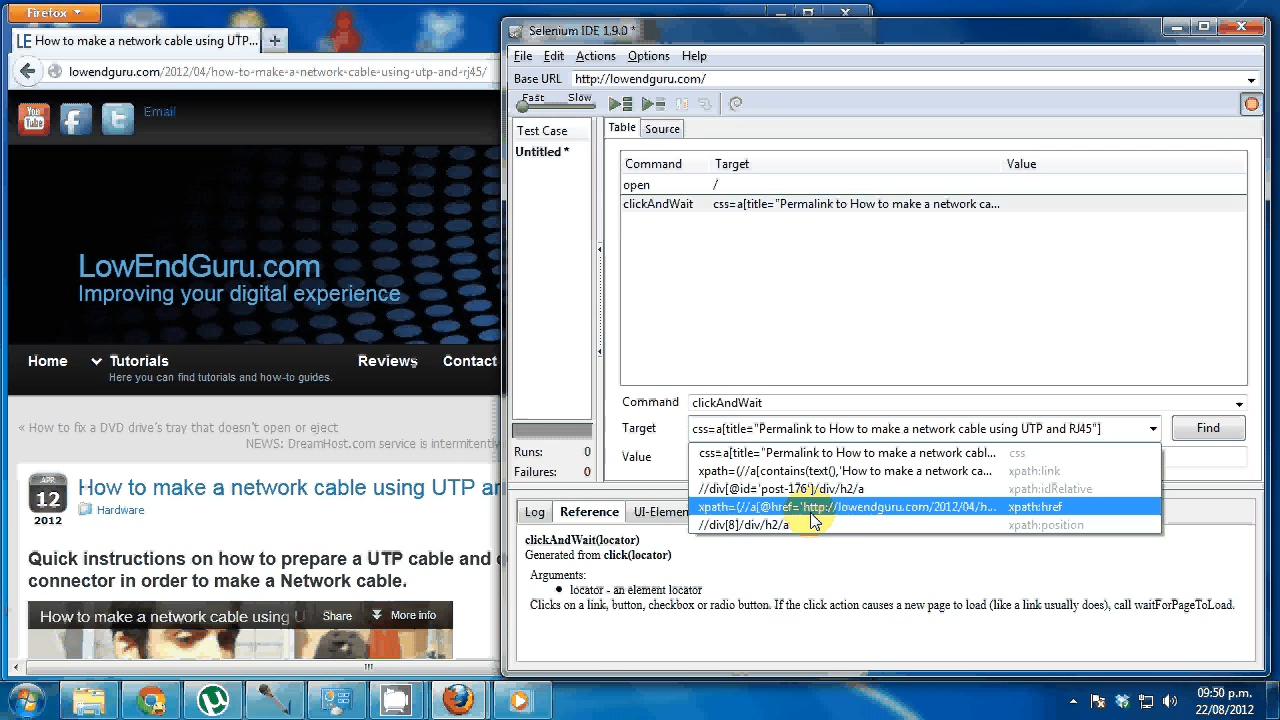 Firefox
How to make a network cable using UTP...
lowendguru.com/2012/04/how-to-make-a-network-cable-using-utp-and-rj45/
You Tube
Email
LowEndGuru.com
Improving your digital experience
Home
Tutorials
Here you can find tutorials and how-to guides.
Reviews
Contact
« How to fix a DVD drive's tray that doesn't open or eject
NEWS: DreamHost.com service is intermitently
APR
12
2012
How to make a network cable using UTP an
Hardware
Quick instructions on how to prepare a UTP cable and
connector in order to make a Network cable.
How to make a network cable using U
Share
More info
Selenium IDE 1.9.0 *
File Edit Actions Options Help
Base URL http://lowendguru.com/
Fast Slow
Test Case
Untitled *
Runs: 0
Failures: 0
Table Source
Command Target Value
open /
clickAndWait css=a[title="Permalink to How to make a network ca...
Command clickAndWait
Target css=a[title="Permalink to How to make a network cable using UTP and RJ45"] Find
Value
css=a[title="Permalink to How to make a network cabl... css
xpath=(//a[contains(text(),'How to make a network ca... xpath:link
//div[@id='post-176']/div/h2/a xpath:idRelative
xpath=(//a[@href='http://lowendguru.com/2012/04/h... xpath:href
//div[8]/div/h2/a xpath:position
Log Reference UI-Elemen
clickAndWait(locator)
Generated from click(locator)
Arguments:
• locator - an element locator
Clicks on a link, button, checkbox or radio button. If the click action causes a new page to load (like a link usually does), call waitForPageToLoad.
09:50 p.m.
22/08/2012